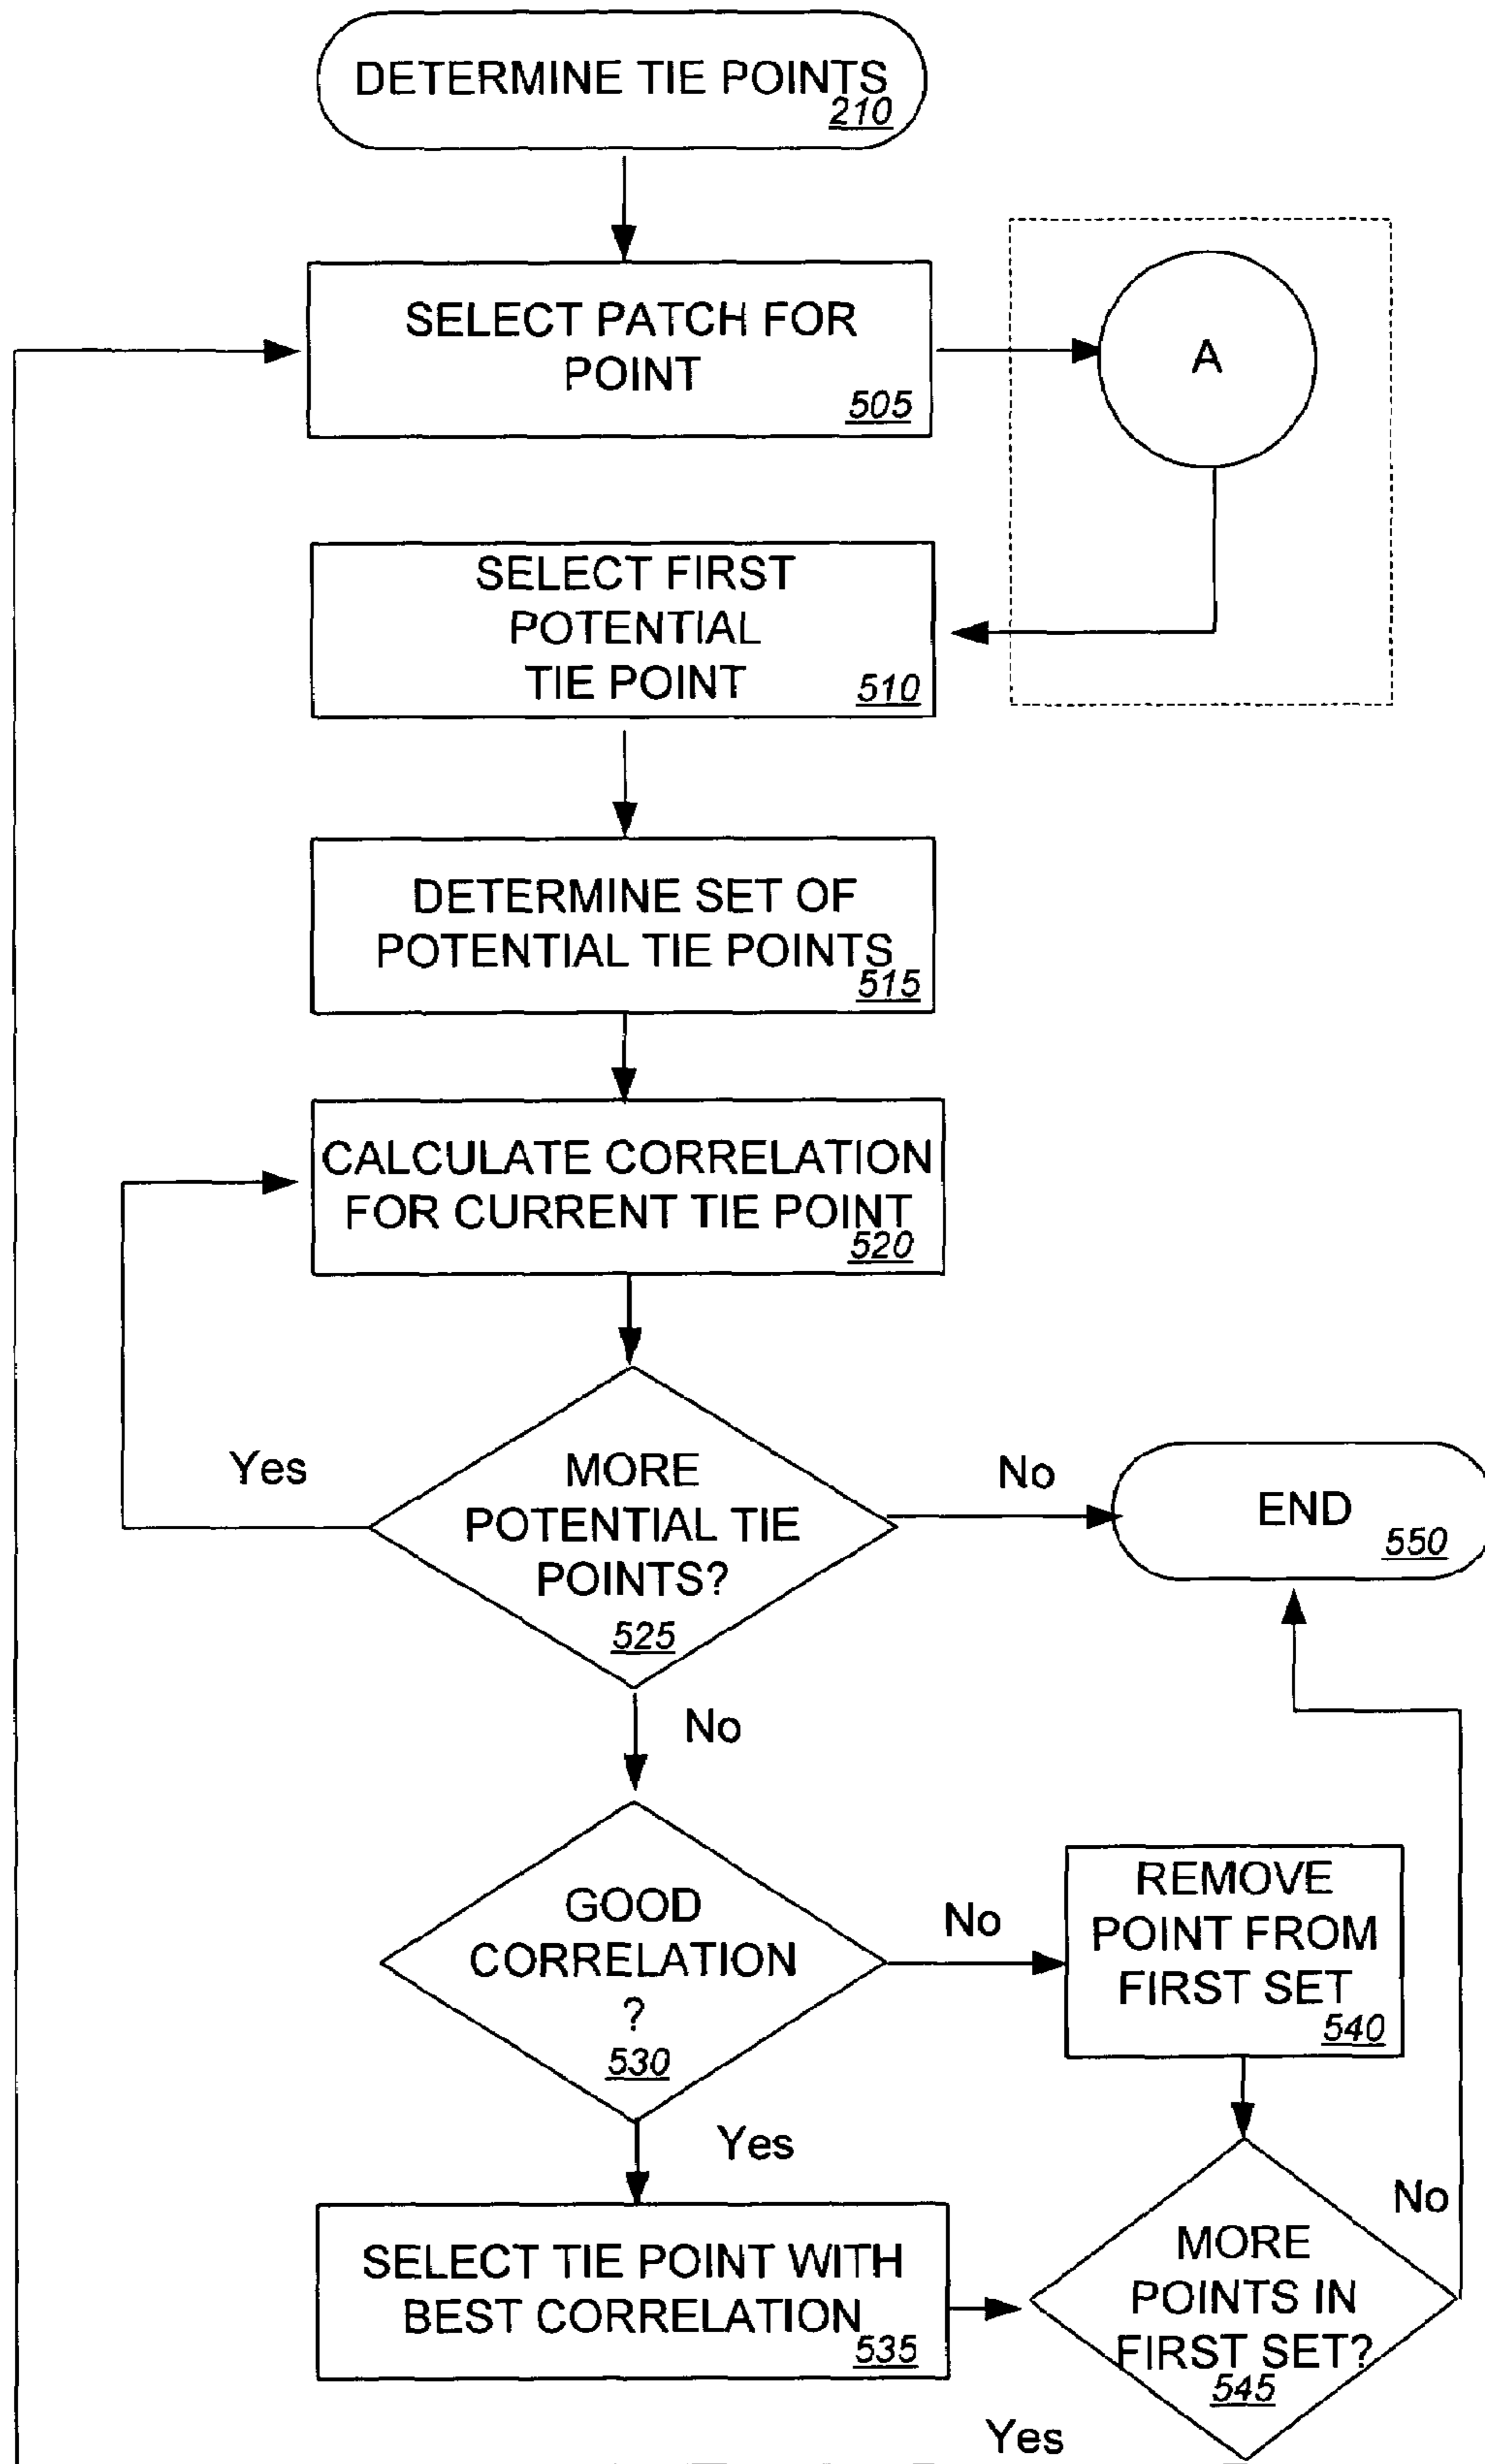 DETERMINE TIE POINTS
210
SELECT PATCH FOR
POINT
505
A
SELECT FIRST
POTENTIAL
TIE POINT
510
DETERMINE SET OF
POTENTIAL TIE POINTS
515
CALCULATE CORRELATION
FOR CURRENT TIE POINT
520
Yes
MORE
POTENTIAL TIE
POINTS?
525
No
END
550
No
GOOD
CORRELATION
?
530
No
REMOVE
POINT FROM
FIRST SET
540
Yes
SELECT TIE POINT WITH
BEST CORRELATION
535
MORE
POINTS IN
FIRST SET?
545
No
Yes